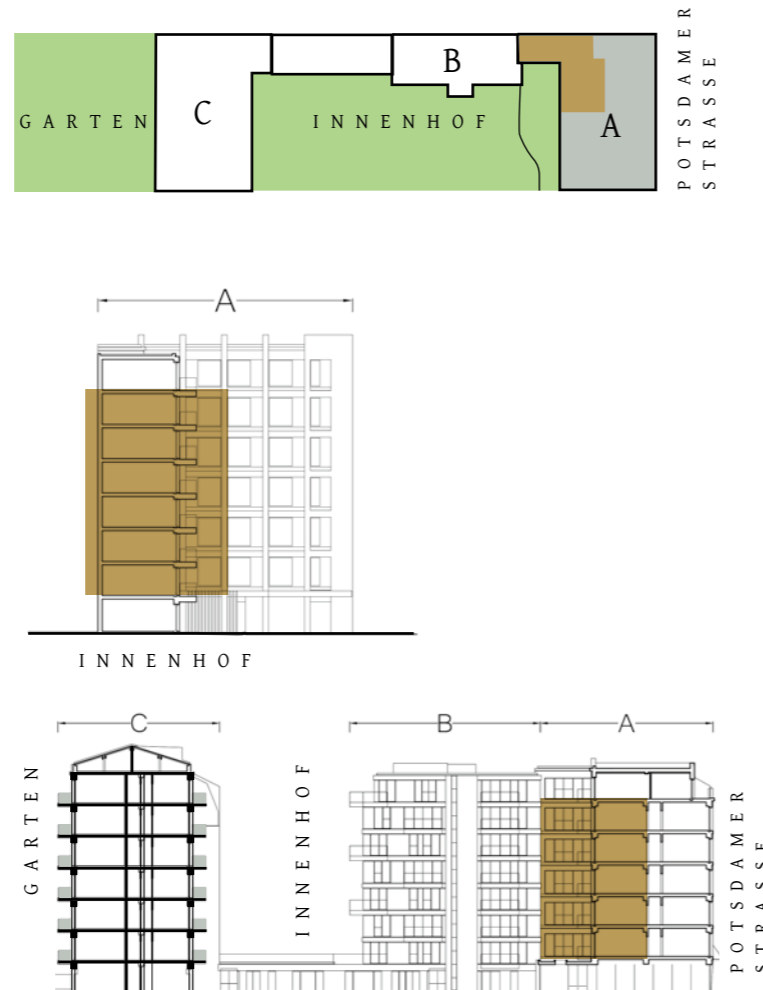 POTSDAMER
STRASSE
B
C
GARTEN
INNENHOF
A
A
INNENHOF
C
B
A
GARTEN
INNENHOF
POTSDAMER
STRASSE